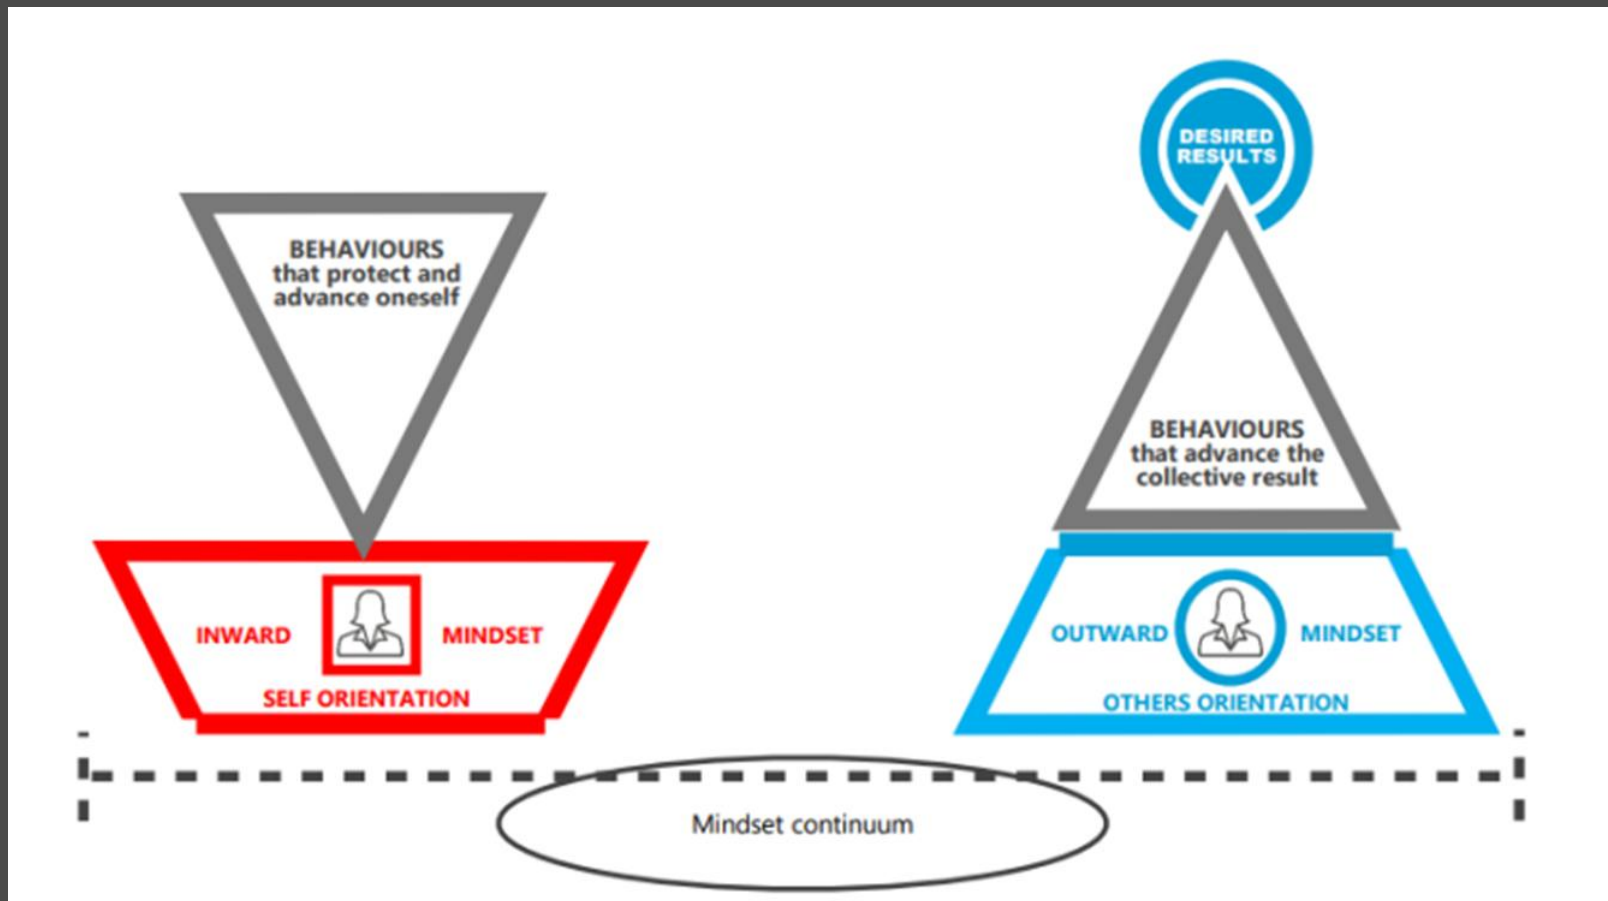 BEHAVIOURS
that protect and
advance oneself
INWARD MINDSET
SELF ORIENTATION
DESIRED
RESULTS
BEHAVIOURS
that advance the
collective result
OUTWARD MINDSET
OTHERS ORIENTATION
Mindset continuum